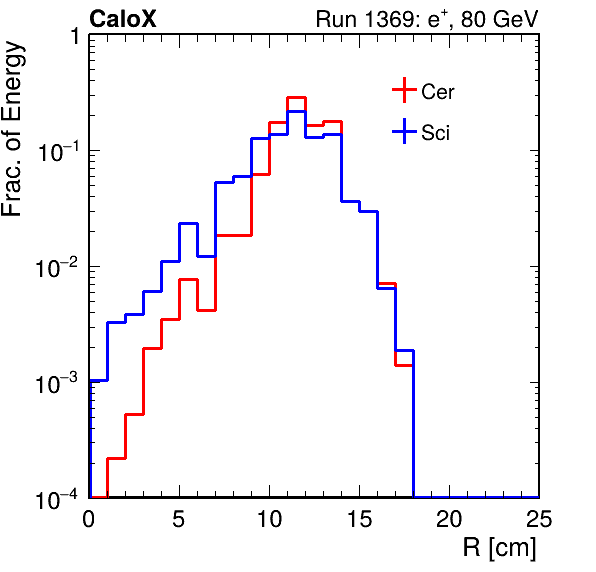 CaloX Run 1369: e⁺, 80 GeV
Frac. of Energy
Cer
Sci
1
10⁻¹
10⁻²
10⁻³
10⁻⁴
0 5 10 15 20 25
R [cm]